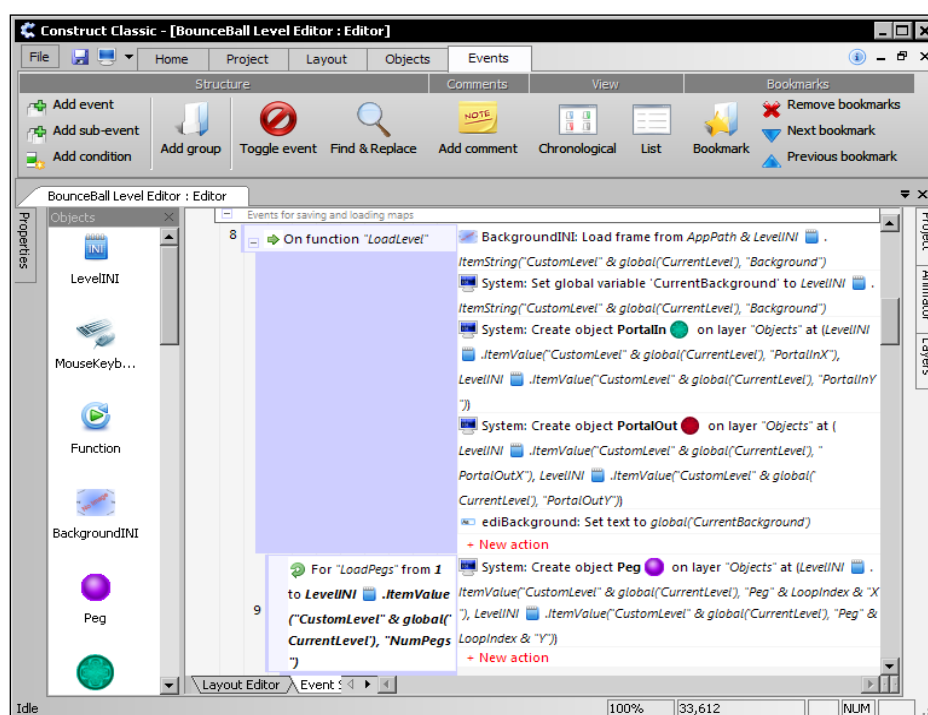 Construct Classic - [BounceBall Level Editor : Editor]
File Home Project Layout Objects Events
Structure Comments View Bookmarks
Add event
Add sub-event
Add condition
Add group
Toggle event
Find & Replace
Add comment
Chronological
List
Bookmark
Remove bookmarks
Next bookmark
Previous bookmark
NOTE
BounceBall Level Editor : Editor
Properties
Objects
INI
LevelINI
MouseKeyb...
Function
No Image
BackgroundINI
Peg
Events for saving and loading maps
8
On function "LoadLevel"
BackgroundINI: Load frame from AppPath & LevelINI .
ItemString("CustomLevel" & global('CurrentLevel'), "Background")
System: Set global variable 'CurrentBackground' to LevelINI .
ItemString("CustomLevel" & global('CurrentLevel'), "Background")
System: Create object PortalIn on layer "Objects" at (LevelINI
.ItemValue("CustomLevel" & global('CurrentLevel'), "PortalInX"),
LevelINI .ItemValue("CustomLevel" & global('CurrentLevel'), "PortalInY
"))
System: Create object PortalOut on layer "Objects" at (
LevelINI .ItemValue("CustomLevel" & global('CurrentLevel'), "
PortalOutX"), LevelINI .ItemValue("CustomLevel" & global('
CurrentLevel'), "PortalOutY"))
ediBackground: Set text to global('CurrentBackground')
+ New action
9
For "LoadPegs" from 1
to LevelINI .ItemValue
("CustomLevel" & global('
CurrentLevel'), "NumPegs
")
System: Create object Peg on layer "Objects" at (LevelINI .
ItemValue("CustomLevel" & global('CurrentLevel'), "Peg" & LoopIndex & "X
"), LevelINI .ItemValue("CustomLevel" & global('CurrentLevel'), "Peg" &
LoopIndex & "Y"))
+ New action
Project
Animator
Layers
Layout Editor Event S
Idle 100% 33,612 NUM